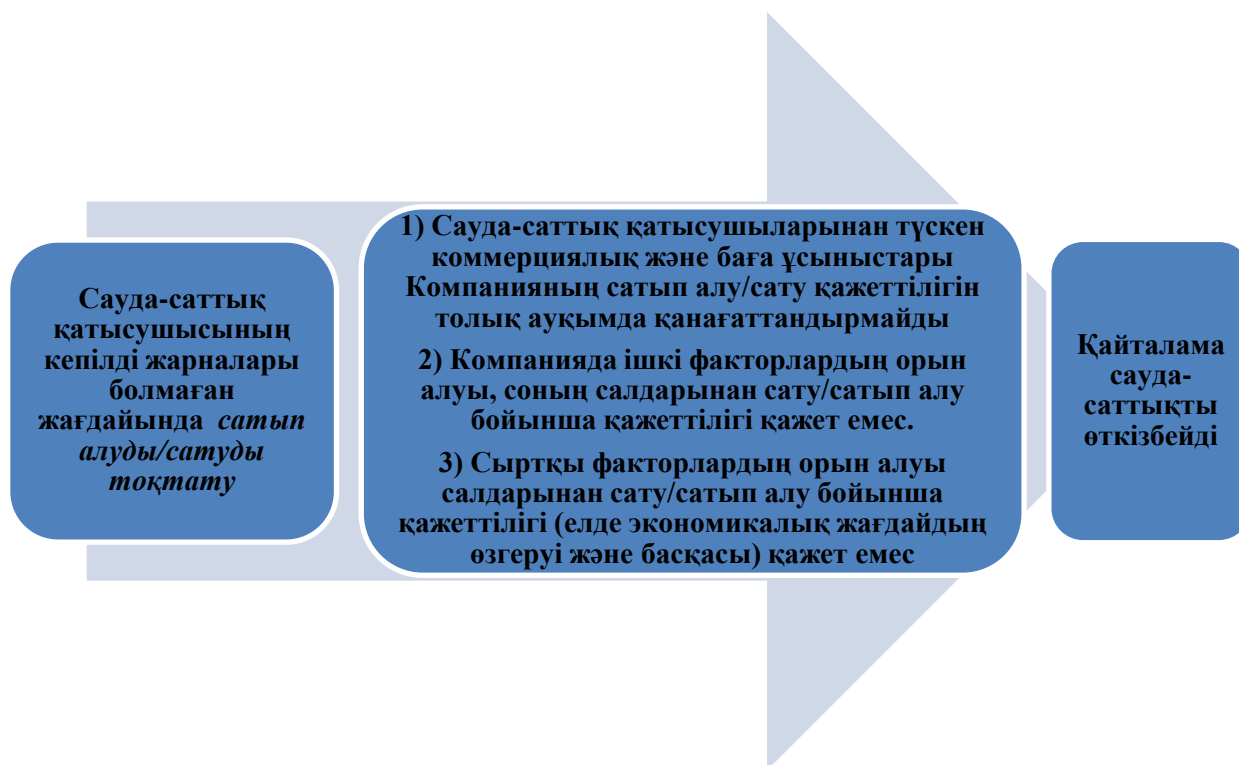 Сауда-саттық
қатысушысының
кепілді жарналары
болмаған
жағдайында сатып
алуды/сатуды
тоқтату
1) Сауда-саттық қатысушыларынан түскен
коммерциялық және баға ұсыныстары
Компанияның сатып алу/сату қажеттілігін
толық ауқымда қанағаттандырмайды
2) Компанияда ішкі факторлардың орын
алуы, соның салдарынан сату/сатып алу
бойынша қажеттілігі қажет емес.
3) Сыртқы факторлардың орын алуы
салдарынан сату/сатып алу бойынша
қажеттілігі (елде экономикалық жағдайдың
өзгеруі және басқасы) қажет емес
Қайталама
сауда-
саттықты
өткізбейді